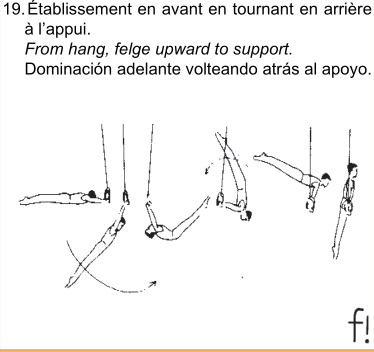 19. Établissement en avant en tournant en arrière
à l'appui.
From hang, felge upward to support.
Dominación adelante volteando atrás al apoyo.
f!